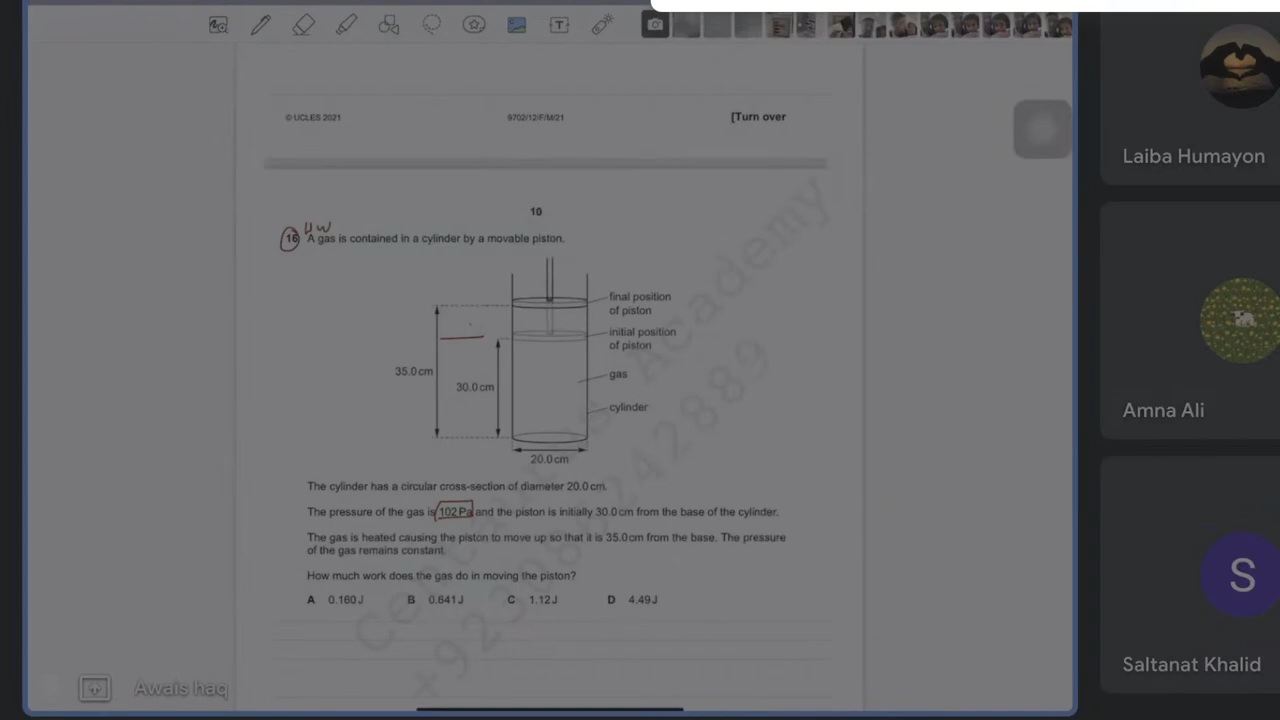 © UCLES 2021
9702/12/F/M/21
[Turn over
10
HW
16 A gas is contained in a cylinder by a movable piston.
final position
of piston
initial position
of piston
35.0 cm
30.0 cm
gas
cylinder
20.0 cm
The cylinder has a circular cross-section of diameter 20.0 cm.
The pressure of the gas is 102 Pa and the piston is initially 30.0 cm from the base of the cylinder.
The gas is heated causing the piston to move up so that it is 35.0 cm from the base. The pressure
of the gas remains constant.
How much work does the gas do in moving the piston?
A 0.160 J B 0.641 J C 1.12 J D 4.49 J
Academy
+923086242889
Awais haq
Laiba Humayon
Amna Ali
S
Saltanat Khalid